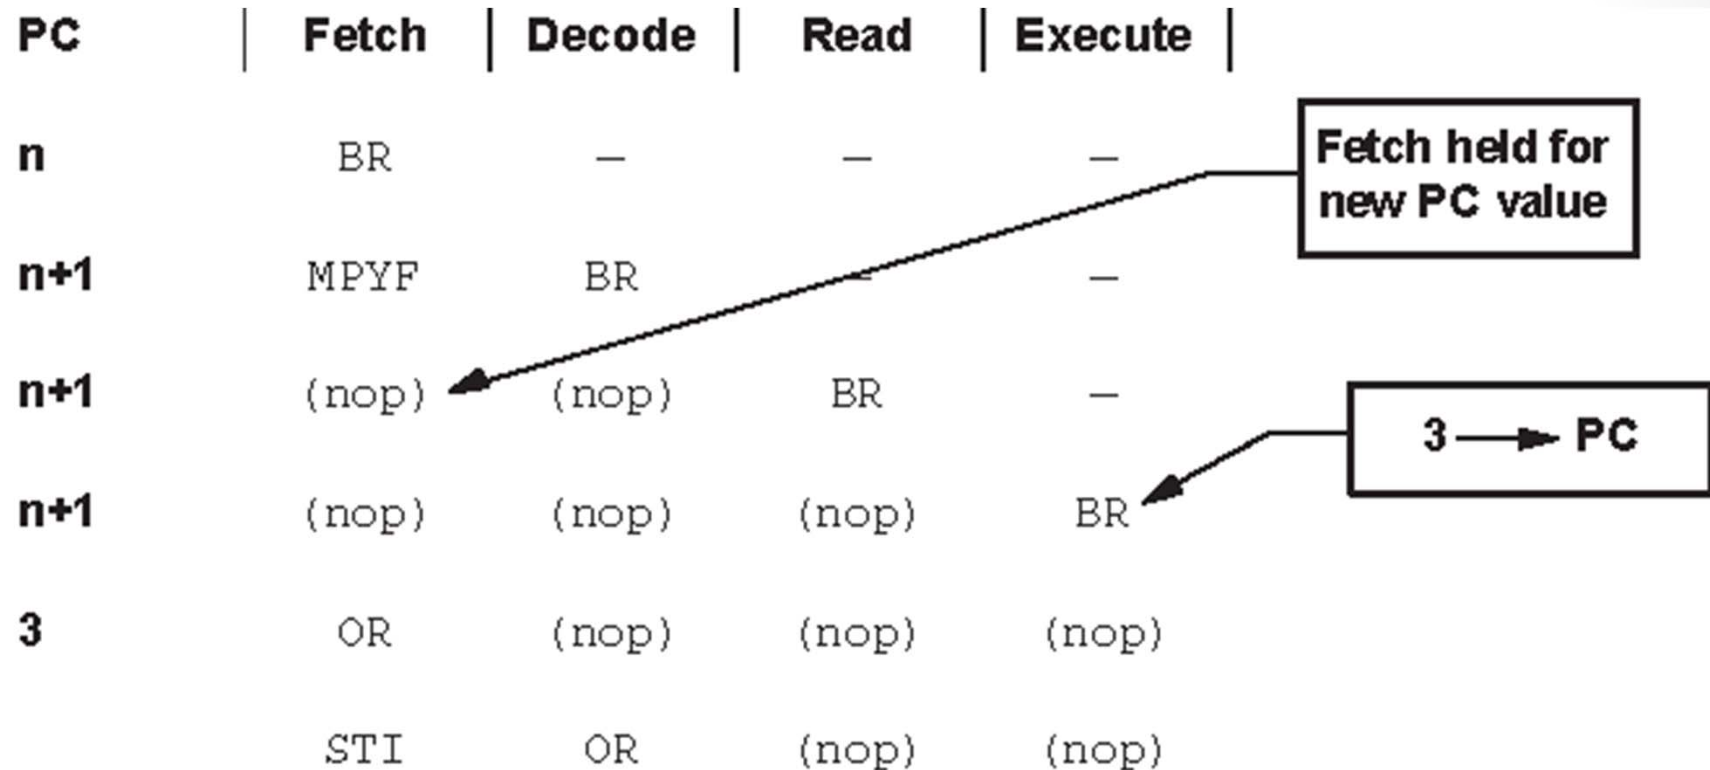 PC | Fetch | Decode | Read | Execute |
n BR – – –
Fetch held for
new PC value
n+1 MPYF BR – –
n+1 (nop) (nop) BR –
3 → PC
n+1 (nop) (nop) (nop) BR
3 OR (nop) (nop) (nop)
STI OR (nop) (nop)